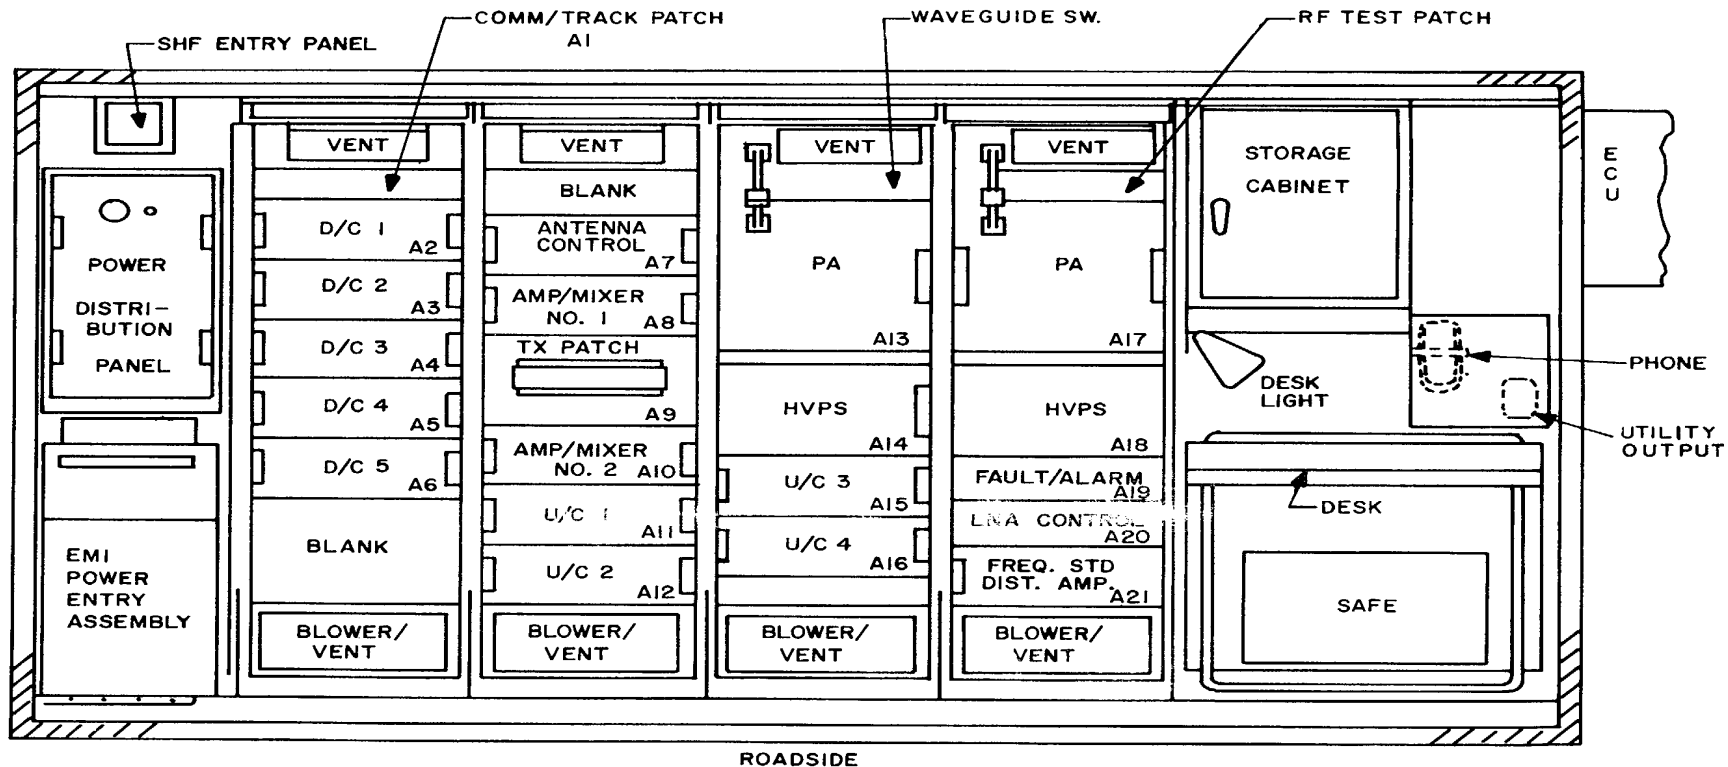 COMM/TRACK PATCH
A1
WAVEGUIDE SW.
RF TEST PATCH
SHF ENTRY PANEL
VENT
VENT
VENT
VENT
STORAGE
CABINET
ECU
POWER
DISTRI-
BUTION
PANEL
EMI
POWER
ENTRY
ASSEMBLY
D/C 1
A2
D/C 2
A3
D/C 3
A4
D/C 4
A5
D/C 5
A6
BLANK
BLOWER/
VENT
BLANK
ANTENNA
CONTROL
A7
AMP/MIXER
NO. 1
A8
TX PATCH
A9
AMP/MIXER
NO. 2
A10
U/C 1
A11
U/C 2
A12
BLOWER/
VENT
PA
A13
HVPS
A14
U/C 3
A15
U/C 4
A16
BLOWER/
VENT
PA
A17
HVPS
A18
FAULT/ALARM
A19
LNA CONTROL
A20
FREQ. STD
DIST. AMP.
A21
BLOWER/
VENT
DESK
LIGHT
PHONE
UTILITY
OUTPUT
DESK
SAFE
ROADSIDE